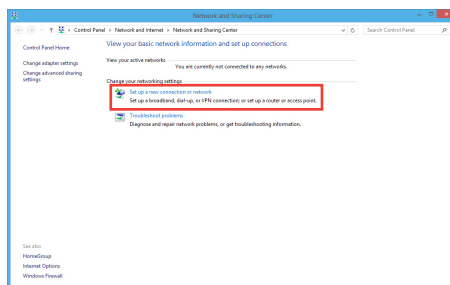 Network and Sharing Center
Control Panel › Network and Internet › Network and Sharing Center
Search Control Panel
Control Panel Home
Change adapter settings
Change advanced sharing
settings
View your basic network information and set up connections
View your active networks
You are currently not connected to any networks.
Change your networking settings
Set up a new connection or network
Set up a broadband, dial-up, or VPN connection; or set up a router or access point.
Troubleshoot problems
Diagnose and repair network problems, or get troubleshooting information.
See also
HomeGroup
Internet Options
Windows Firewall